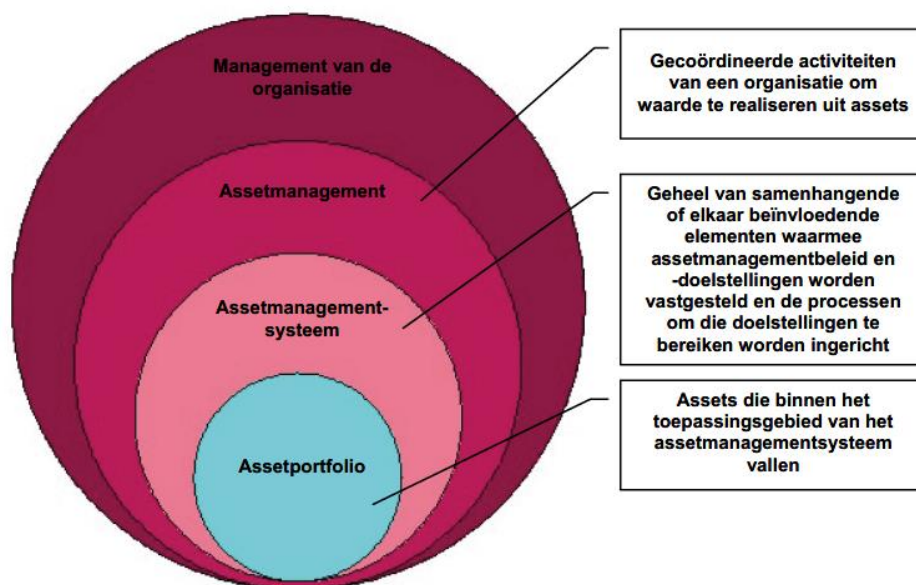 Management van de
organisatie
Assetmanagement
Assetmanagement-
systeem
Assetportfolio
Gecoördineerde activiteiten
van een organisatie om
waarde te realiseren uit assets
Geheel van samenhangende
of elkaar beïnvloedende
elementen waarmee
assetmanagementbeleid en
-doelstellingen worden
vastgesteld en de processen
om die doelstellingen te
bereiken worden ingericht
Assets die binnen het
toepassingsgebied van het
assetmanagementsysteem
vallen